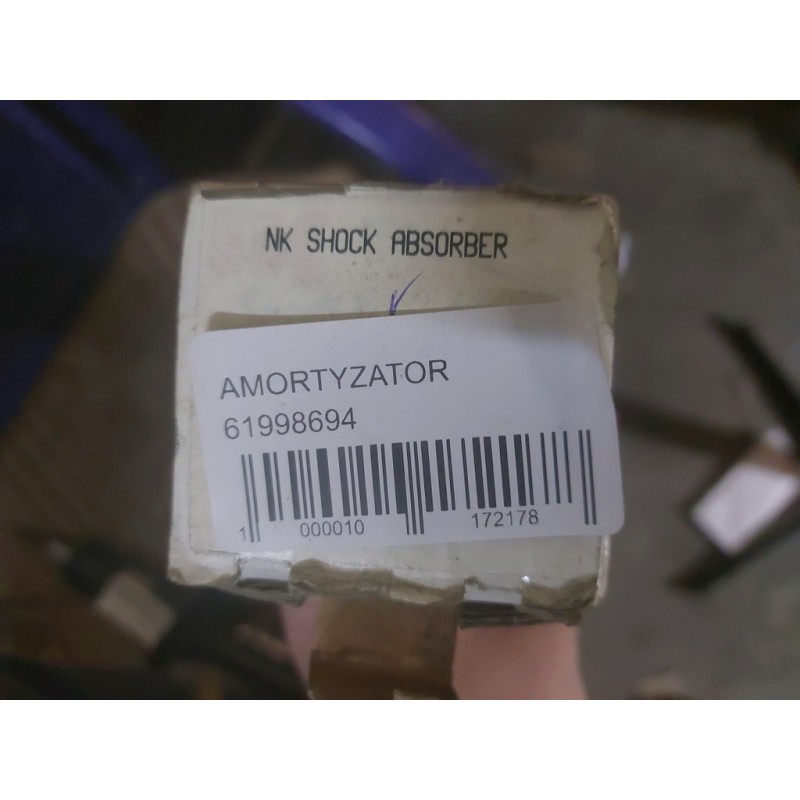 NK SHOCK ABSORBER
AMORTYZATOR
61998694
1 000010 172178